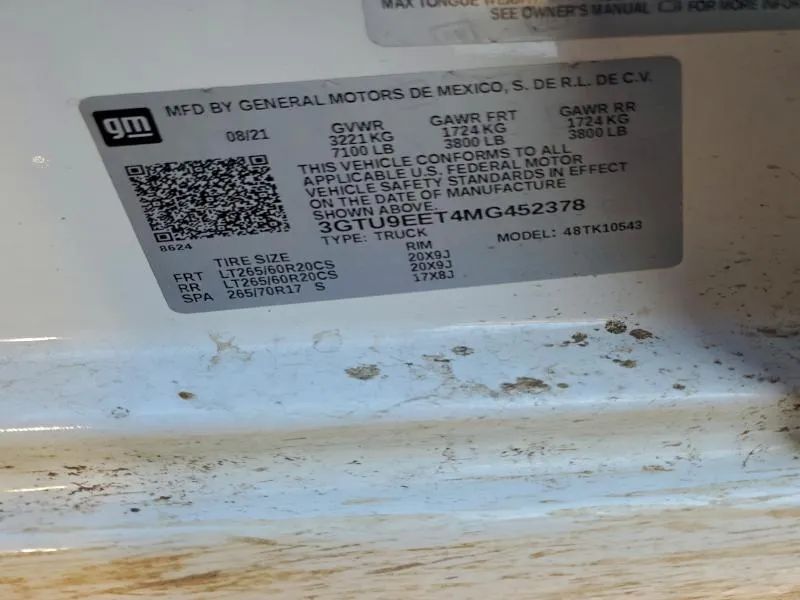 MAX TONGUE WEIGHT
SEE OWNER'S MANUAL FOR MORE INFOR
gm
MFD BY GENERAL MOTORS DE MEXICO, S. DE R.L. DE C.V.
08/21 GVWR GAWR FRT GAWR RR
3221 KG 1724 KG 1724 KG
7100 LB 3800 LB 3800 LB
THIS VEHICLE CONFORMS TO ALL
APPLICABLE U.S. FEDERAL MOTOR
VEHICLE SAFETY STANDARDS IN EFFECT
ON THE DATE OF MANUFACTURE
SHOWN ABOVE.
3GTU9EET4MG452378
8624
TYPE: TRUCK MODEL: 48TK10543
TIRE SIZE RIM
FRT LT265/60R20CS 20X9J
RR LT265/60R20CS 20X9J
SPA 265/70R17 S 17X8J